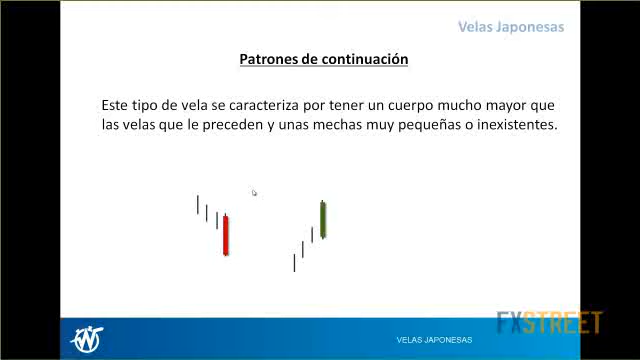 Velas Japonesas
Patrones de continuación
Este tipo de vela se caracteriza por tener un cuerpo mucho mayor que
las velas que le preceden y unas mechas muy pequeñas o inexistentes.
FXSTREET
VELAS JAPONESAS